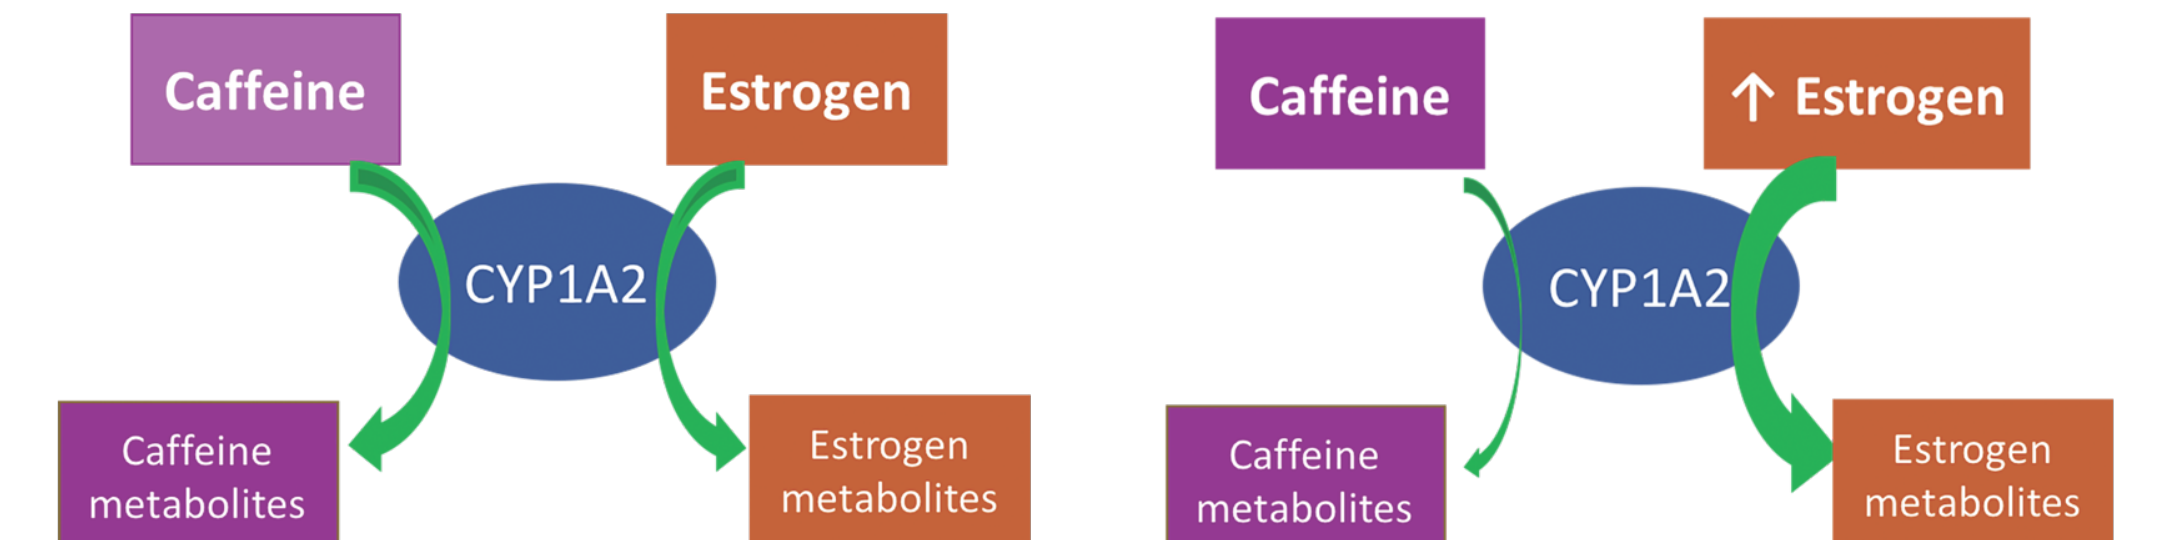 Caffeine
Estrogen
CYP1A2
Caffeine
metabolites
Estrogen
metabolites
Caffeine
↑ Estrogen
CYP1A2
Caffeine
metabolites
Estrogen
metabolites